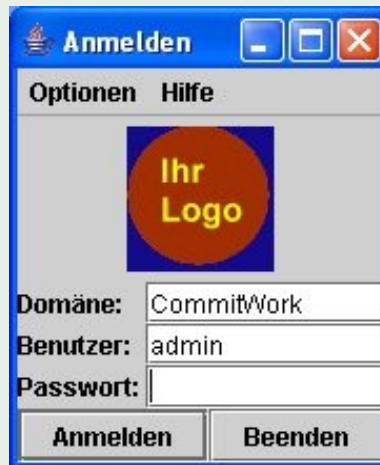 Anmelden
Optionen Hilfe
Ihr
Logo
Domäne: CommitWork
Benutzer: admin
Passwort:
Anmelden Beenden